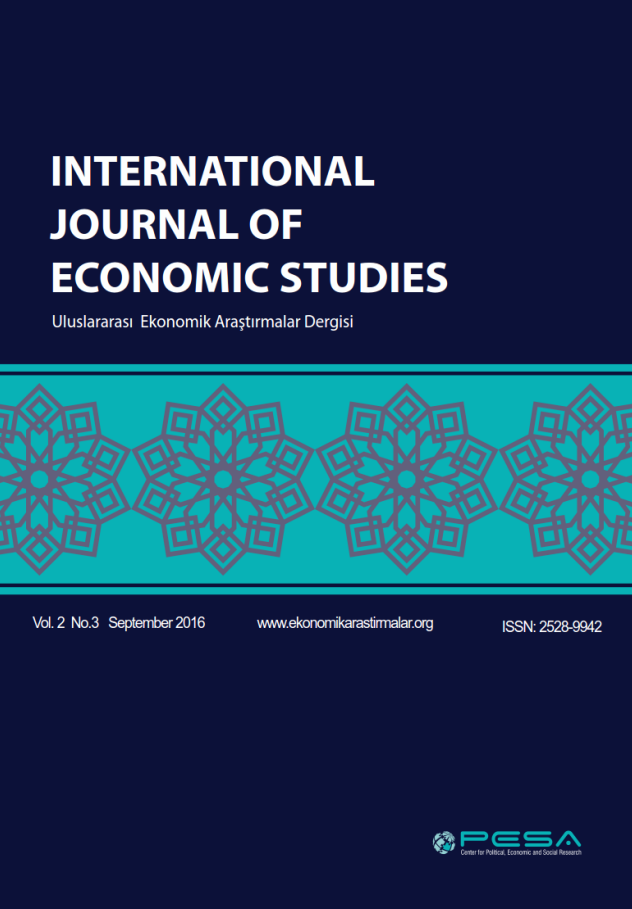 INTERNATIONAL
JOURNAL OF
ECONOMIC STUDIES
Uluslararası Ekonomik Araştırmalar Dergisi
Vol. 2 No.3 September 2016 www.ekonomikarastirmalar.org ISSN: 2528-9942
PESA
Center for Political, Economic and Social Research